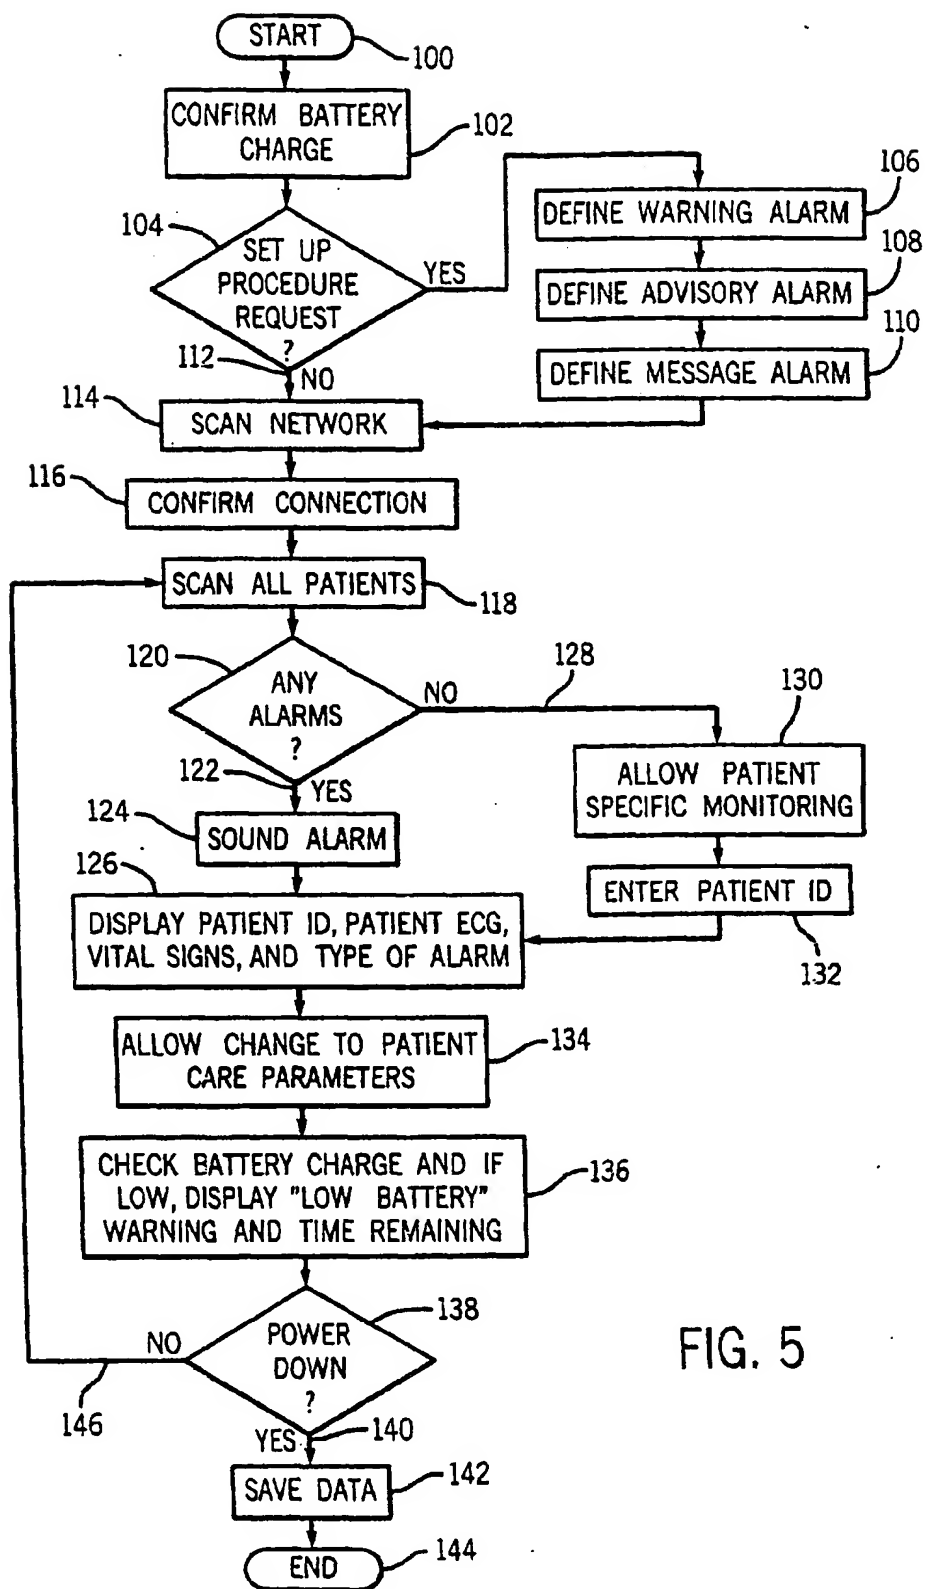 START
100
CONFIRM BATTERY
CHARGE
102
104
SET UP
PROCEDURE
REQUEST
?
YES
106
DEFINE WARNING ALARM
108
DEFINE ADVISORY ALARM
110
DEFINE MESSAGE ALARM
112
NO
114
SCAN NETWORK
116
CONFIRM CONNECTION
SCAN ALL PATIENTS
118
120
ANY
ALARMS
?
NO
128
130
ALLOW PATIENT
SPECIFIC MONITORING
122
YES
124
SOUND ALARM
ENTER PATIENT ID
132
126
DISPLAY PATIENT ID, PATIENT ECG,
VITAL SIGNS, AND TYPE OF ALARM
ALLOW CHANGE TO PATIENT
CARE PARAMETERS
134
CHECK BATTERY CHARGE AND IF
LOW, DISPLAY "LOW BATTERY"
WARNING AND TIME REMAINING
136
POWER
DOWN
?
138
NO
146
YES
140
SAVE DATA
142
END
144
FIG. 5